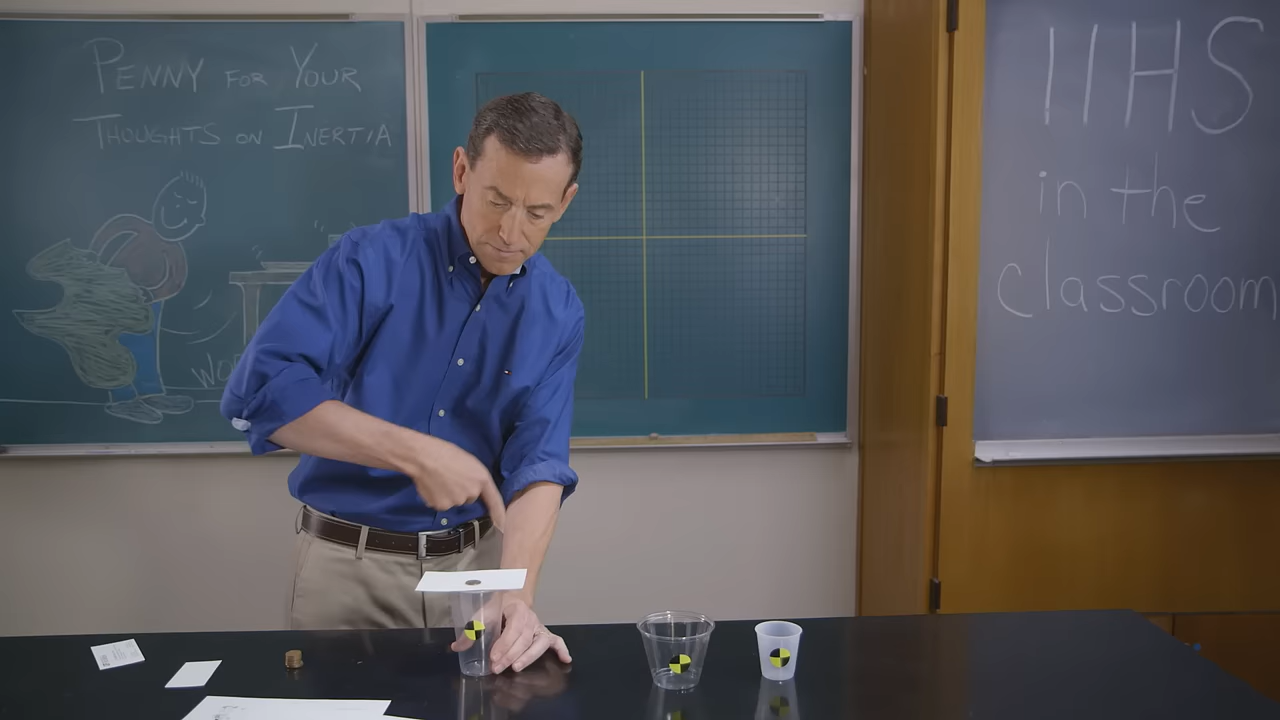 PENNY FOR YOUR
THOUGHTS ON INERTIA
IIHS
in the
classroom